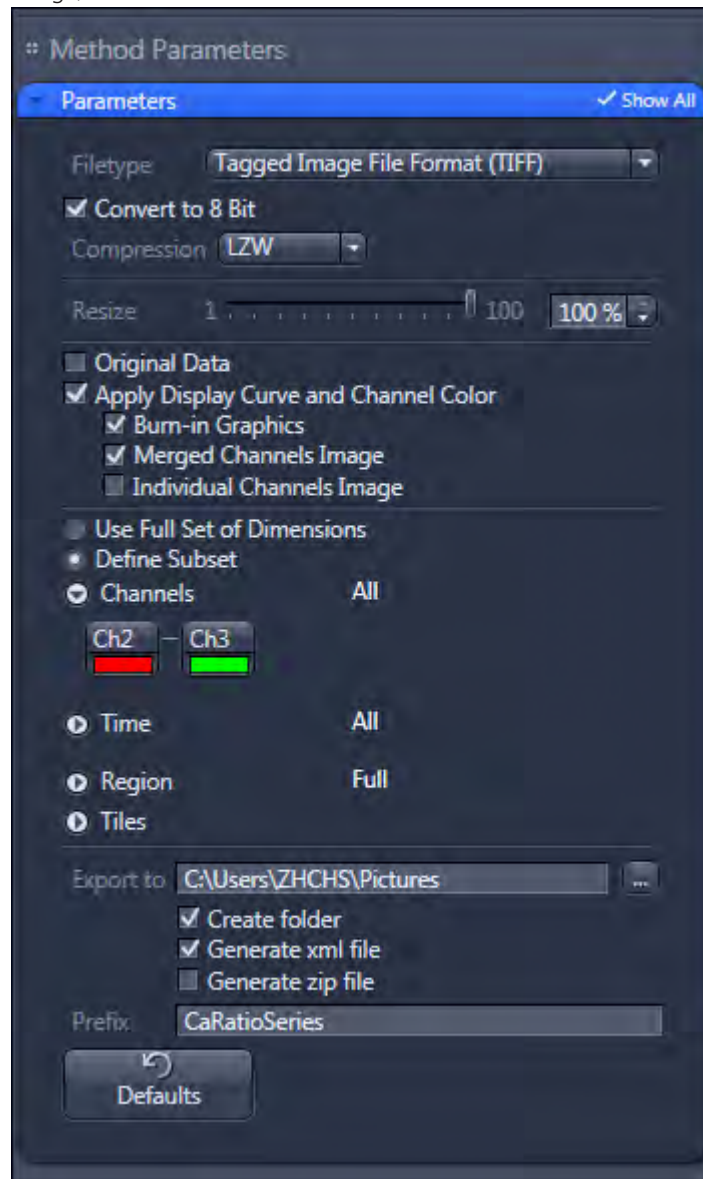 Method Parameters
Parameters Show All
Filetype Tagged Image File Format (TIFF)
Convert to 8 Bit
Compression LZW
Resize 1 100 100 %
Original Data
Apply Display Curve and Channel Color
Burn-in Graphics
Merged Channels Image
Individual Channels Image
Use Full Set of Dimensions
Define Subset
Channels All
Ch2 – Ch3
Time All
Region Full
Tiles
Export to C:\Users\ZHCHS\Pictures ...
Create folder
Generate xml file
Generate zip file
Prefix CaRatioSeries
Defaults